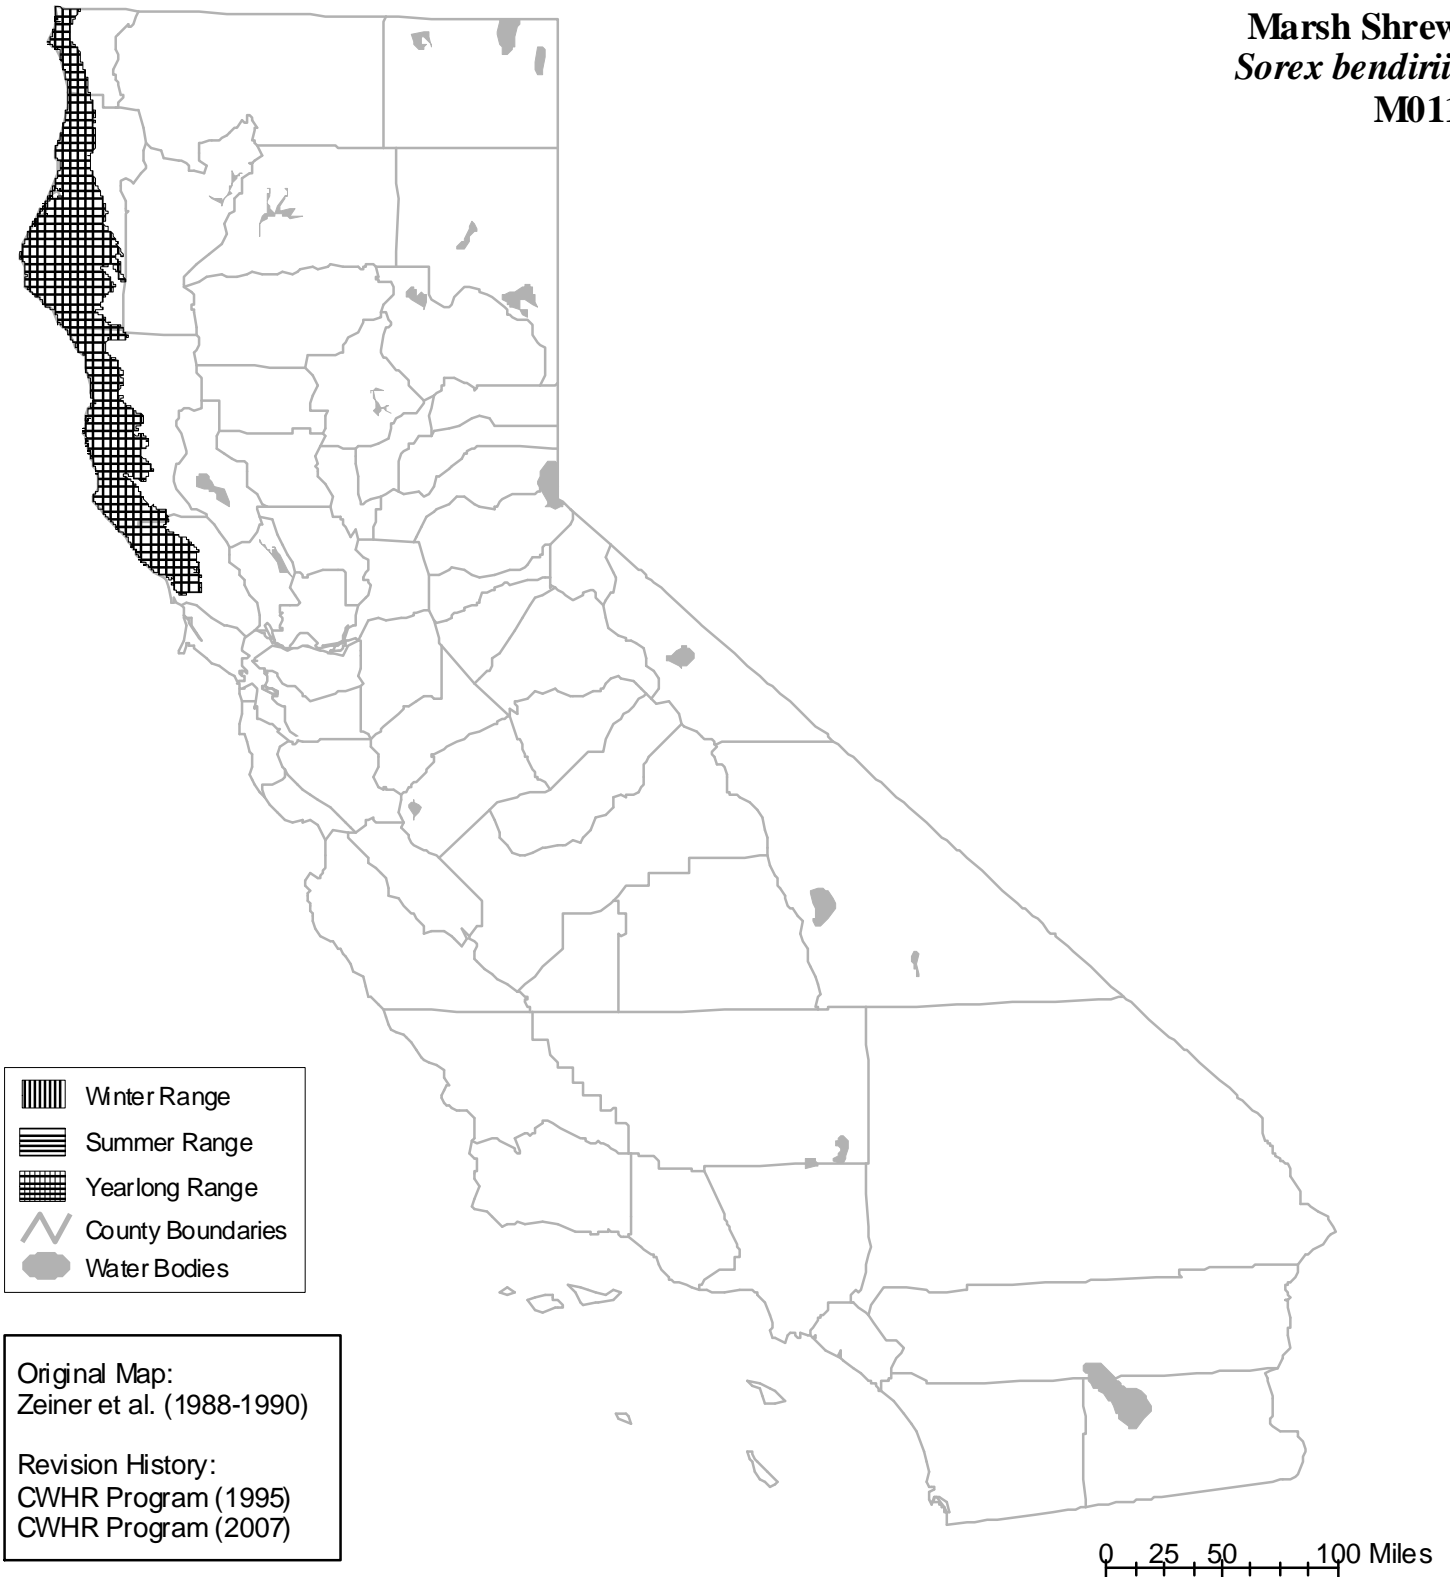 Marsh Shrew
Sorex bendirii
M011
Winter Range
Summer Range
Yearlong Range
County Boundaries
Water Bodies
Original Map:
Zeiner et al. (1988-1990)
Revision History:
CWHR Program (1995)
CWHR Program (2007)
0 25 50 100 Miles